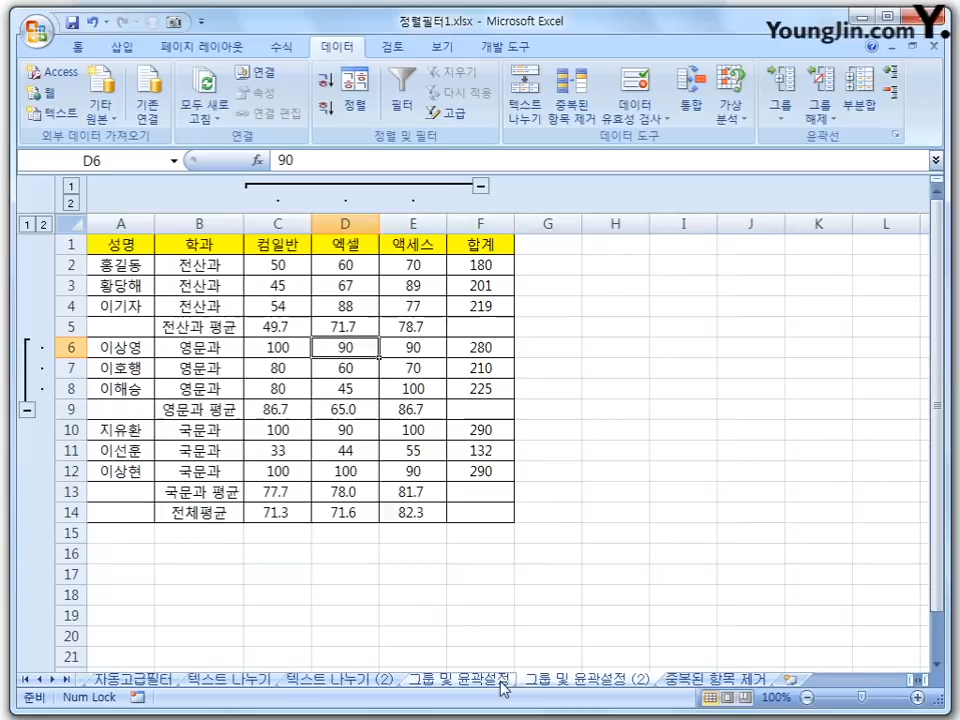 정렬필터1.xlsx - Microsoft Excel
Younglin.com Y.
홈 삽입 페이지 레이아웃 수식 데이터 검토 보기 개발 도구
Access
웹
텍스트
기타 원본
기존 연결
외부 데이터 가져오기
모두 새로 고침
연결
속성
연결 편집
연결
정렬
필터
지우기
다시 적용
고급
정렬 및 필터
텍스트 나누기
중복된 항목 제거
데이터 유효성 검사
통합
가상 분석
데이터 도구
그룹
그룹 해제
부분합
윤곽선
D6 fx 90
1
2
1 2 A B C D E F G H I J K L
1 성명 학과 컴일반 엑셀 액세스 합계
2 홍길동 전산과 50 60 70 180
3 황당해 전산과 45 67 89 201
4 이기자 전산과 54 88 77 219
5 전산과 평균 49.7 71.7 78.7
6 이상영 영문과 100 90 90 280
7 이호행 영문과 80 60 70 210
8 이해승 영문과 80 45 100 225
9 영문과 평균 86.7 65.0 86.7
10 지유환 국문과 100 90 100 290
11 이선훈 국문과 33 44 55 132
12 이상현 국문과 100 100 90 290
13 국문과 평균 77.7 78.0 81.7
14 전체평균 71.3 71.6 82.3
15
16
17
18
19
20
21
자동고급필터 텍스트 나누기 텍스트 나누기 (2) 그룹 및 윤곽설정 그룹 및 윤곽설정 (2) 중복된 항목 제거
준비 Num Lock 100%